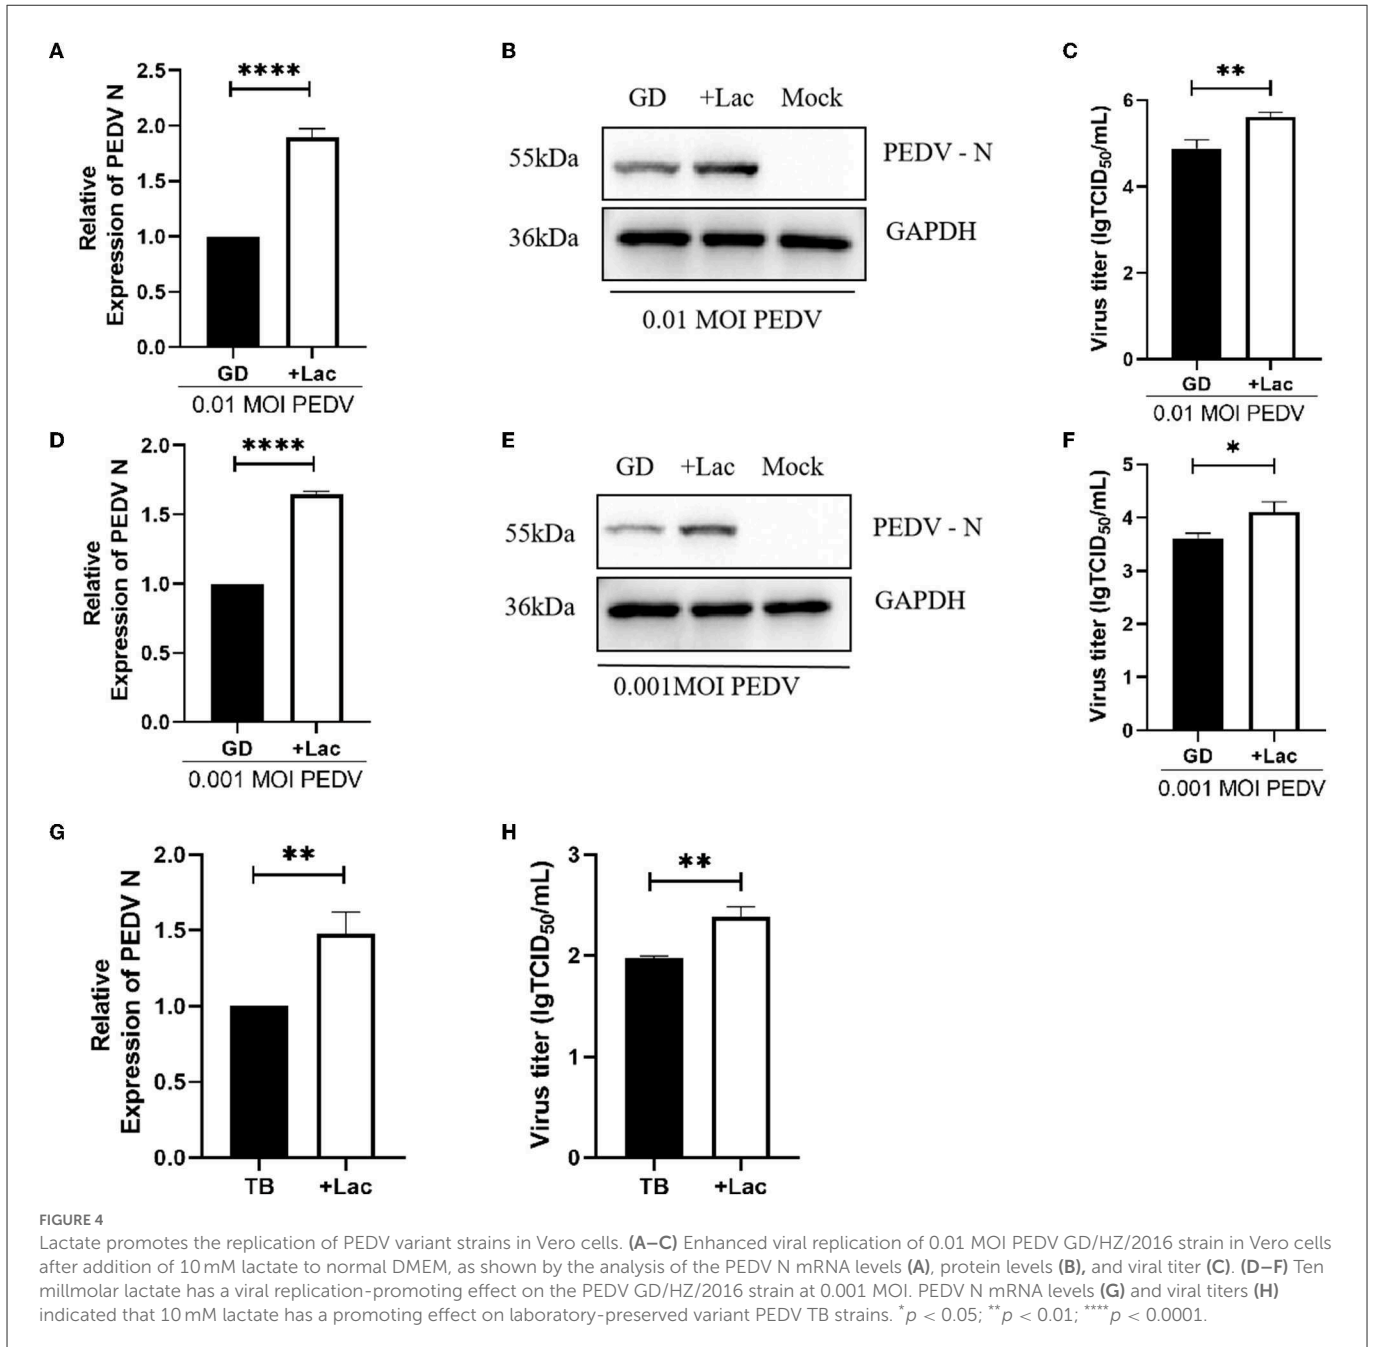 A
Relative
Expression of PEDV N
2.5
2.0
1.5
1.0
0.5
0.0
****
GD +Lac
0.01 MOI PEDV
B
GD +Lac Mock
55kDa
PEDV - N
36kDa
GAPDH
0.01 MOI PEDV
C
Virus titer (lgTCID50/mL)
6
4
2
0
**
GD +Lac
0.01 MOI PEDV
D
Relative
Expression of PEDV N
2.0
1.5
1.0
0.5
0.0
****
GD +Lac
0.001 MOI PEDV
E
GD +Lac Mock
55kDa
PEDV - N
36kDa
GAPDH
0.001MOI PEDV
F
Virus titer (lgTCID50/mL)
5
4
3
2
1
0
*
GD +Lac
0.001 MOI PEDV
G
Relative
Expression of PEDV N
2.0
1.5
1.0
0.5
0.0
**
TB +Lac
H
Virus titer (lgTCID50/mL)
3
2
1
0
**
TB +Lac
FIGURE 4
Lactate promotes the replication of PEDV variant strains in Vero cells. (A–C) Enhanced viral replication of 0.01 MOI PEDV GD/HZ/2016 strain in Vero cells
after addition of 10 mM lactate to normal DMEM, as shown by the analysis of the PEDV N mRNA levels (A), protein levels (B), and viral titer (C). (D–F) Ten
millmolar lactate has a viral replication-promoting effect on the PEDV GD/HZ/2016 strain at 0.001 MOI. PEDV N mRNA levels (G) and viral titers (H)
indicated that 10 mM lactate has a promoting effect on laboratory-preserved variant PEDV TB strains. *p < 0.05; **p < 0.01; ****p < 0.0001.